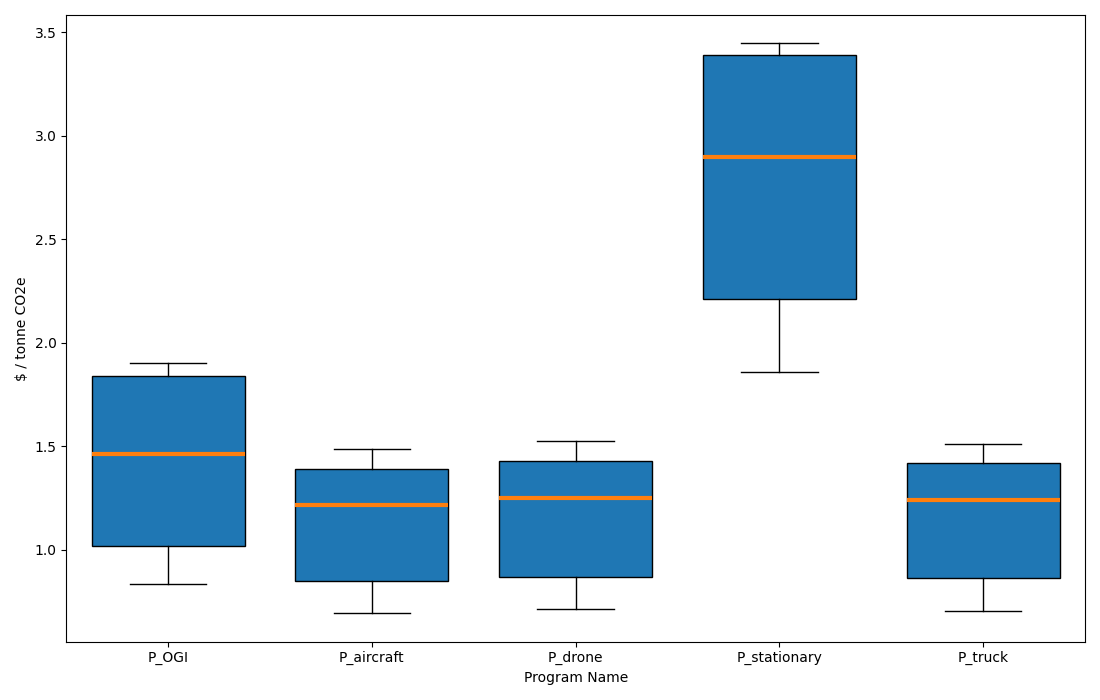 $ / tonne CO2e
3.5
3.0
2.5
2.0
1.5
1.0
P_OGI P_aircraft P_drone P_stationary P_truck
Program Name